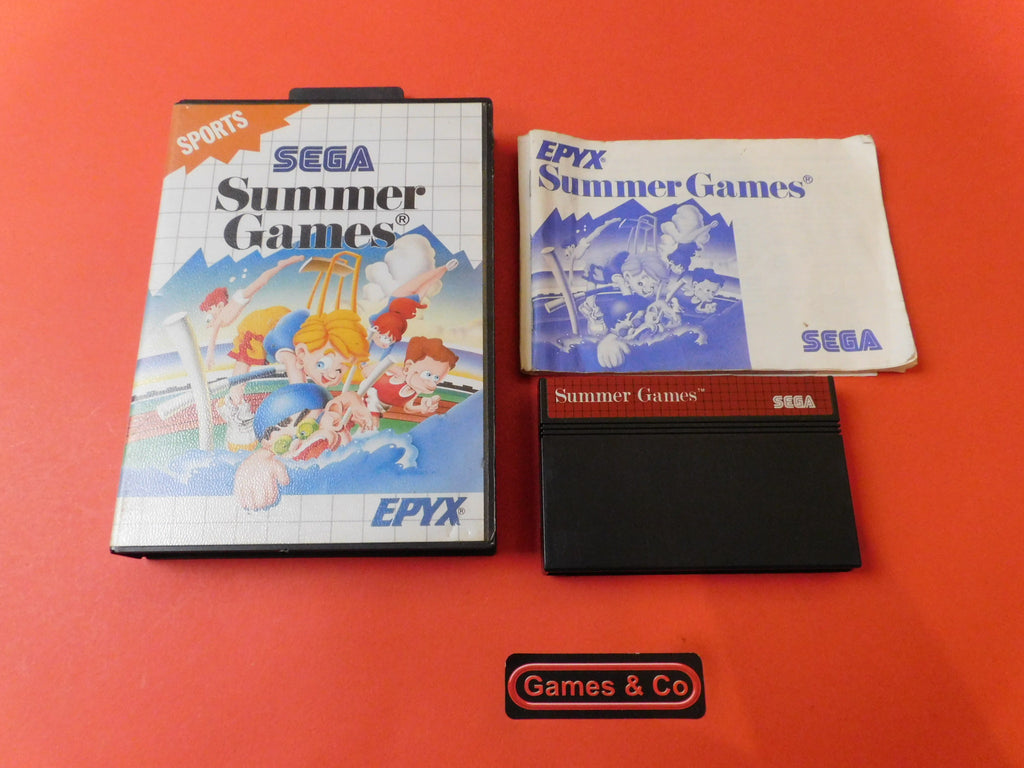 SPORTS
SEGA
Summer
Games®
EPYX®
EPYX®
Summer Games®
SEGA
Summer Games™
SEGA
Games & Co